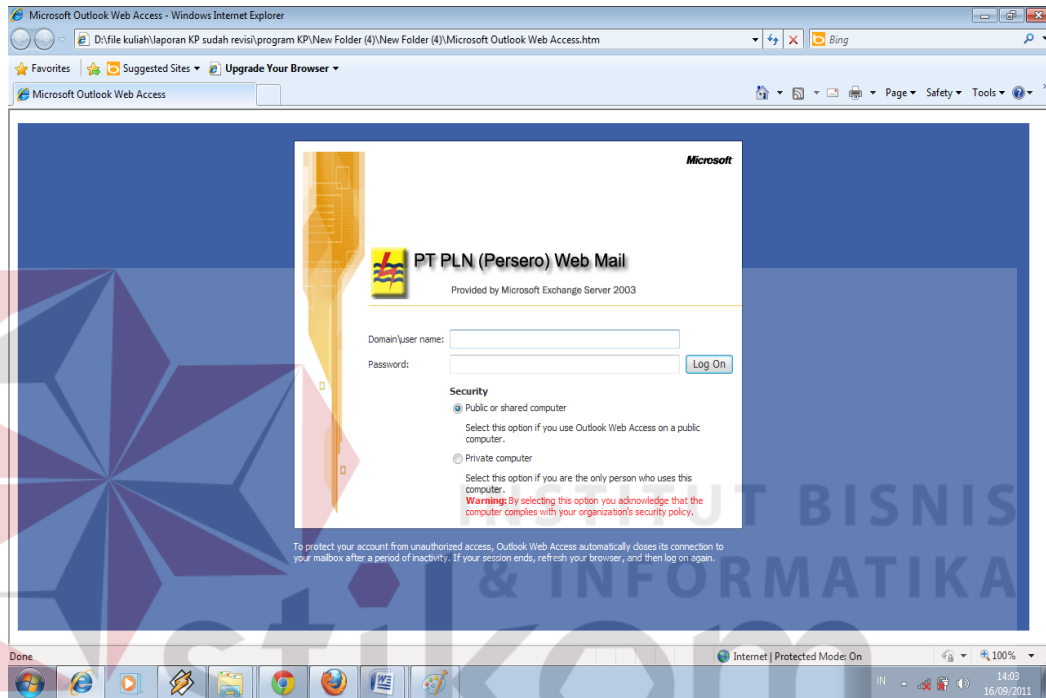 Microsoft Outlook Web Access - Windows Internet Explorer
D:\file kuliah\laporan KP sudah revisi\program KP\New Folder (4)\New Folder (4)\Microsoft Outlook Web Access.htm
Bing
Favorites Suggested Sites Upgrade Your Browser
Microsoft Outlook Web Access
Page Safety Tools
Microsoft
PT PLN (Persero) Web Mail
Provided by Microsoft Exchange Server 2003
Domain\user name:
Password:
Log On
Security
Public or shared computer
Select this option if you use Outlook Web Access on a public
computer.
Private computer
Select this option if you are the only person who uses this
computer.
Warning: By selecting this option you acknowledge that the
computer complies with your organization's security policy.
INSTITUT BISNIS
To protect your account from unauthorized access, Outlook Web Access automatically closes its connection to
your mailbox after a period of inactivity. If your session ends, refresh your browser, and then log on again.
& INFORMATIKA
stikom
Done
Internet | Protected Mode: On
100%
IN
14:03
16/09/2011